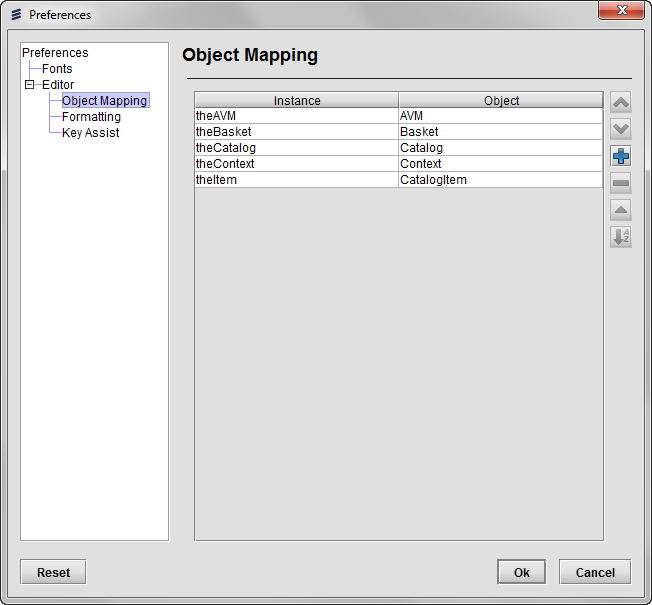 Preferences
Preferences
Fonts
Editor
Object Mapping
Formatting
Key Assist
Object Mapping
Instance Object
theAVM AVM
theBasket Basket
theCatalog Catalog
theContext Context
theItem CatalogItem
A
Z
Reset Ok Cancel